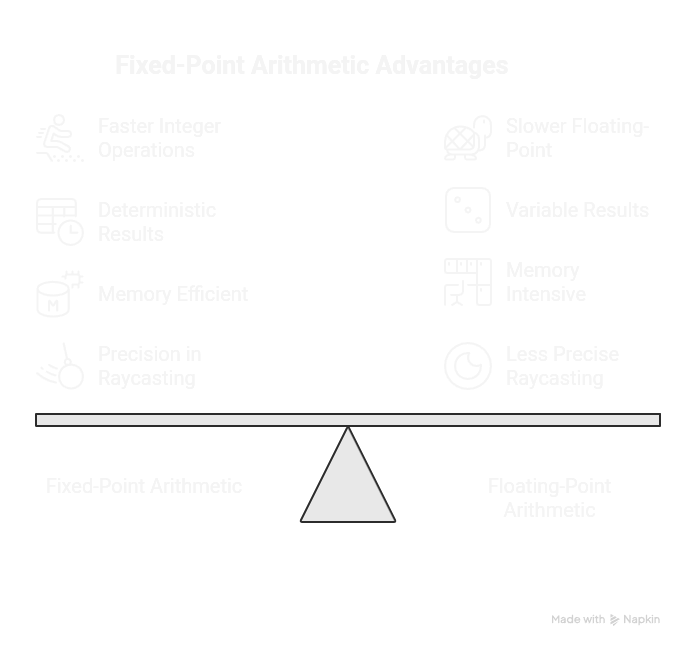 Fixed-Point Arithmetic Advantages
Faster Integer
Operations
Deterministic
Results
Memory Efficient
M
Precision in
Raycasting
Slower Floating-
Point
Variable Results
Memory
Intensive
Less Precise
Raycasting
Fixed-Point Arithmetic
Floating-Point
Arithmetic
Made with Napkin